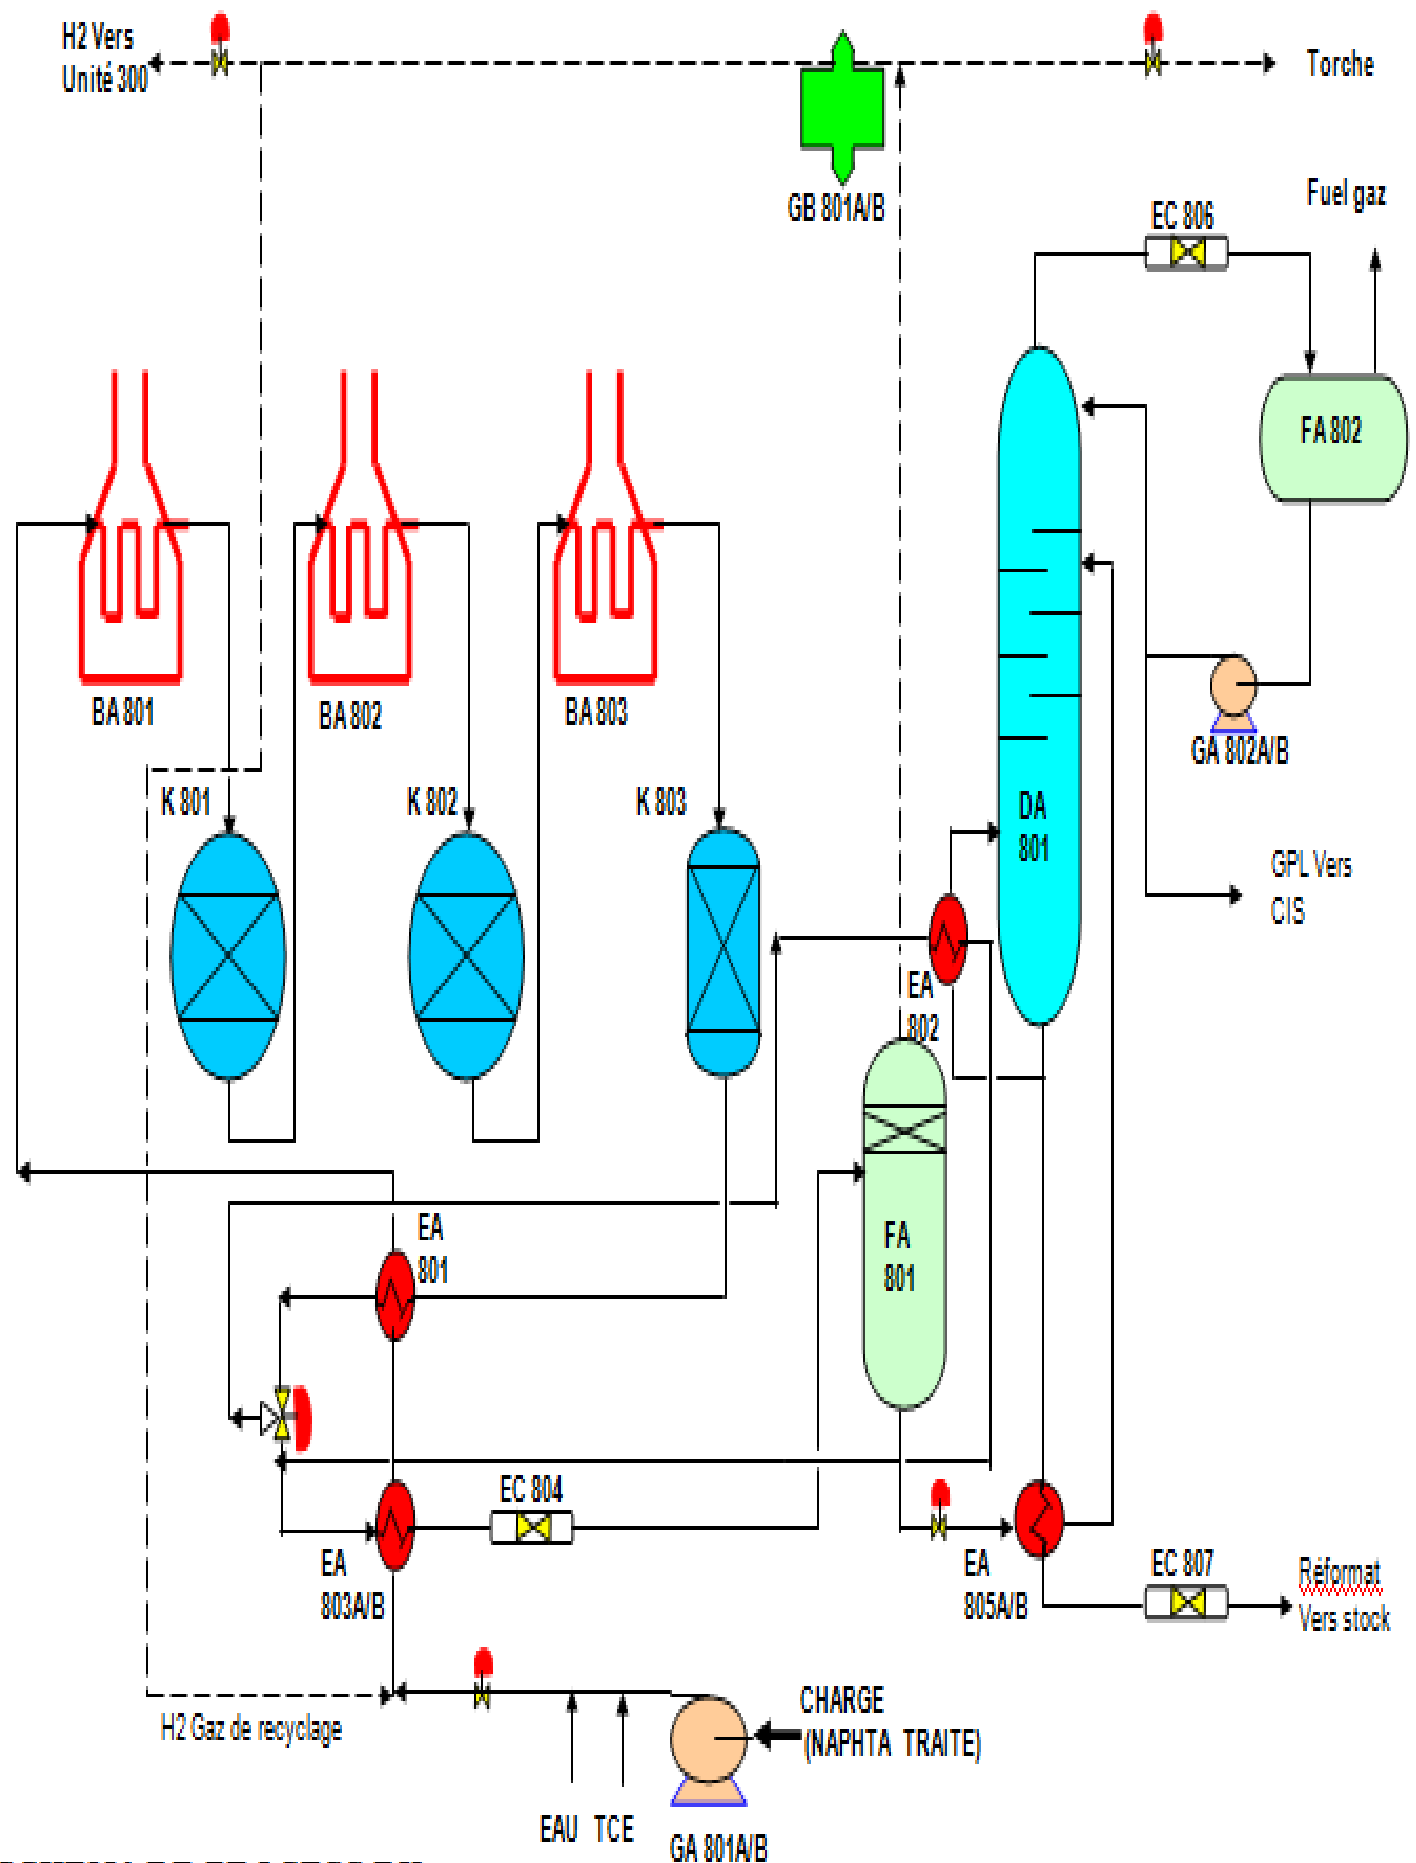 H2 Vers
Unité 300
Torche
GB 801A/B
Fuel gaz
EC 806
FA 802
BA 801
BA 802
BA 803
GA 802A/B
K 801
K 802
K 803
DA
801
GPL Vers
CIS
EA
802
EA
801
FA
801
EC 804
EA
803A/B
EA
805A/B
EC 807
Réformat
Vers stock
H2 Gaz de recyclage
CHARGE
(NAPHTA TRAITE)
EAU TCE
GA 801A/B